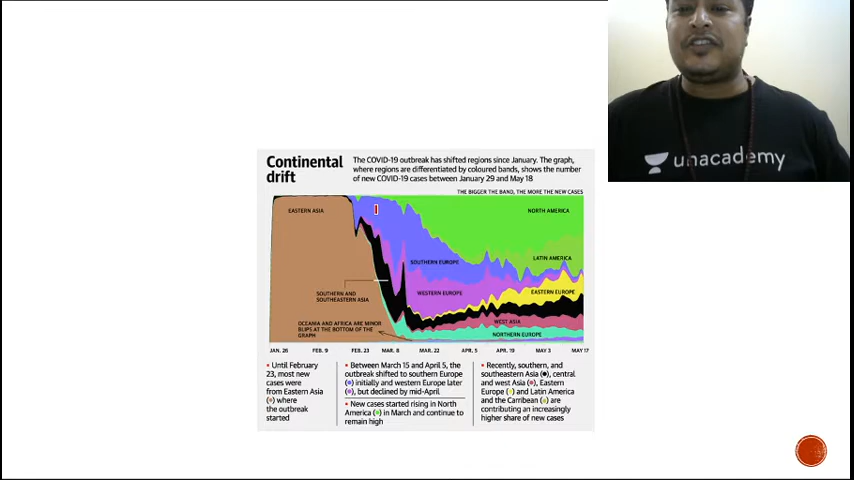 unacademy
Continental
drift
The COVID-19 outbreak has shifted regions since January. The graph,
where regions are differentiated by coloured bands, shows the number
of new COVID-19 cases between January 29 and May 18
THE BIGGER THE BAND, THE MORE THE NEW CASES
EASTERN ASIA
NORTH AMERICA
LATIN AMERICA
SOUTHERN EUROPE
WESTERN EUROPE
EASTERN EUROPE
SOUTHERN AND
SOUTHEASTERN ASIA
WEST ASIA
OCEANIA AND AFRICA ARE MINOR
BLIPS AT THE BOTTOM OF THE
GRAPH
NORTHERN EUROPE
JAN. 26 FEB. 9 FEB. 23 MAR. 8 MAR. 22 APR. 5 APR. 19 MAY 3 MAY 17
• Until February
23, most new
cases were
from Eastern Asia
(•) where
the outbreak
started
• Between March 15 and April 5, the
outbreak shifted to southern Europe
(•) initially and western Europe later
(•), but declined by mid-April
• New cases started rising in North
America (•) in March and continue to
remain high
• Recently, southern, and
southeastern Asia (•), central
and west Asia (•), Eastern
Europe (•) and Latin America
and the Carribean (•) are
contributing an increasingly
higher share of new cases